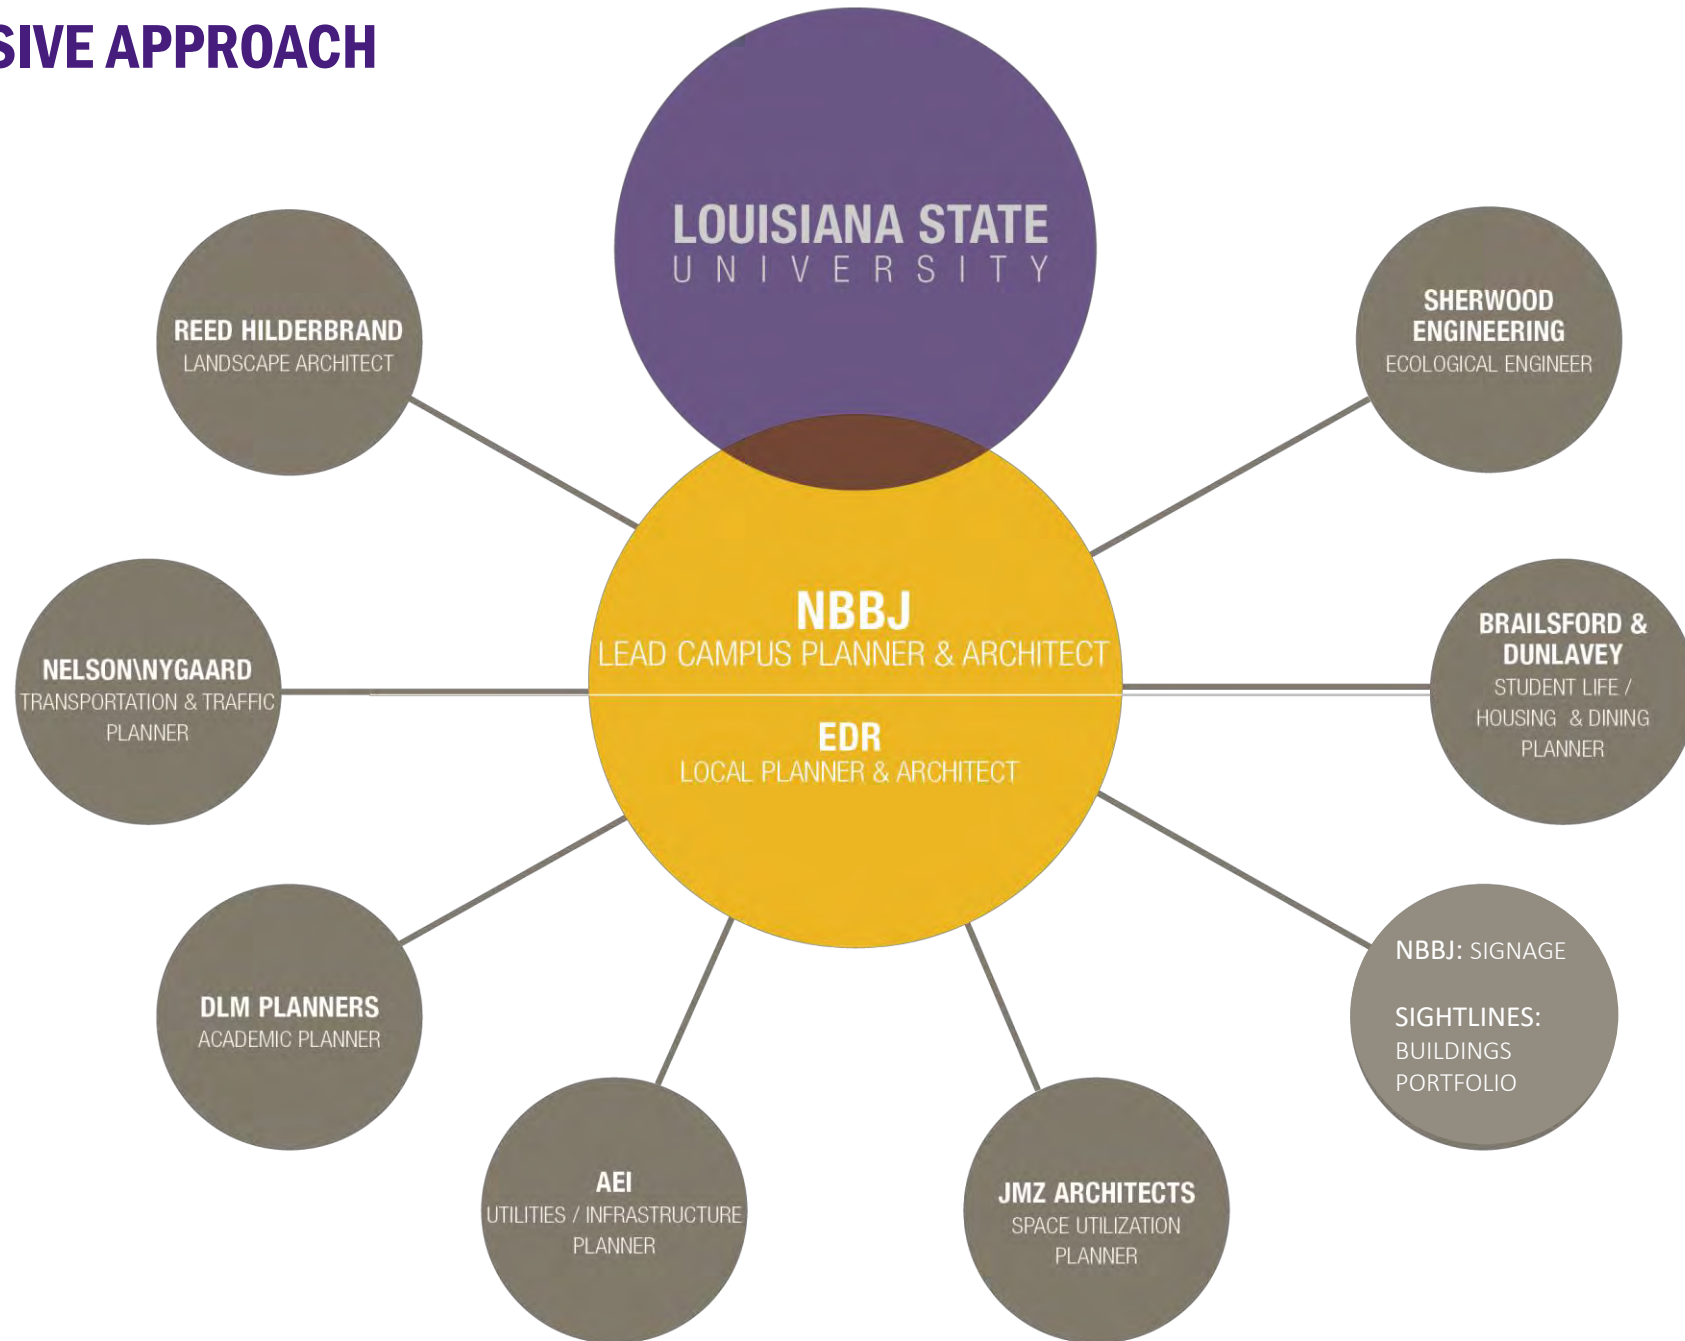 SIVE APPROACH
LOUISIANA STATE
UNIVERSITY
REED HILDERBRAND
LANDSCAPE ARCHITECT
SHERWOOD
ENGINEERING
ECOLOGICAL ENGINEER
NBBJ
LEAD CAMPUS PLANNER & ARCHITECT
EDR
LOCAL PLANNER & ARCHITECT
NELSON\NYGAARD
TRANSPORTATION & TRAFFIC
PLANNER
BRAILSFORD &
DUNLAVEY
STUDENT LIFE /
HOUSING & DINING
PLANNER
DLM PLANNERS
ACADEMIC PLANNER
NBBJ: SIGNAGE
SIGHTLINES:
BUILDINGS
PORTFOLIO
AEI
UTILITIES / INFRASTRUCTURE
PLANNER
JMZ ARCHITECTS
SPACE UTILIZATION
PLANNER